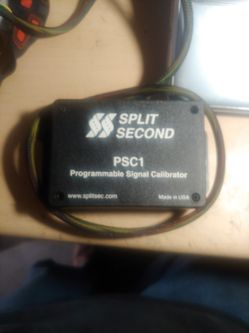 SPLIT
SECOND
PSC1
Programmable Signal Calibrator
www.splitsec.com
Made in USA